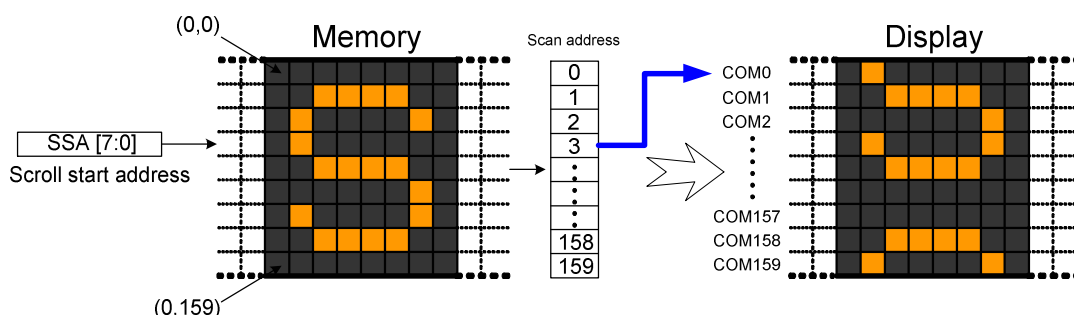 (0,0)
Memory
Scan address
Display
0
1
2
3
158
159
COM0
COM1
COM2
COM157
COM158
COM159
SSA [7:0]
Scroll start address
(0.159)